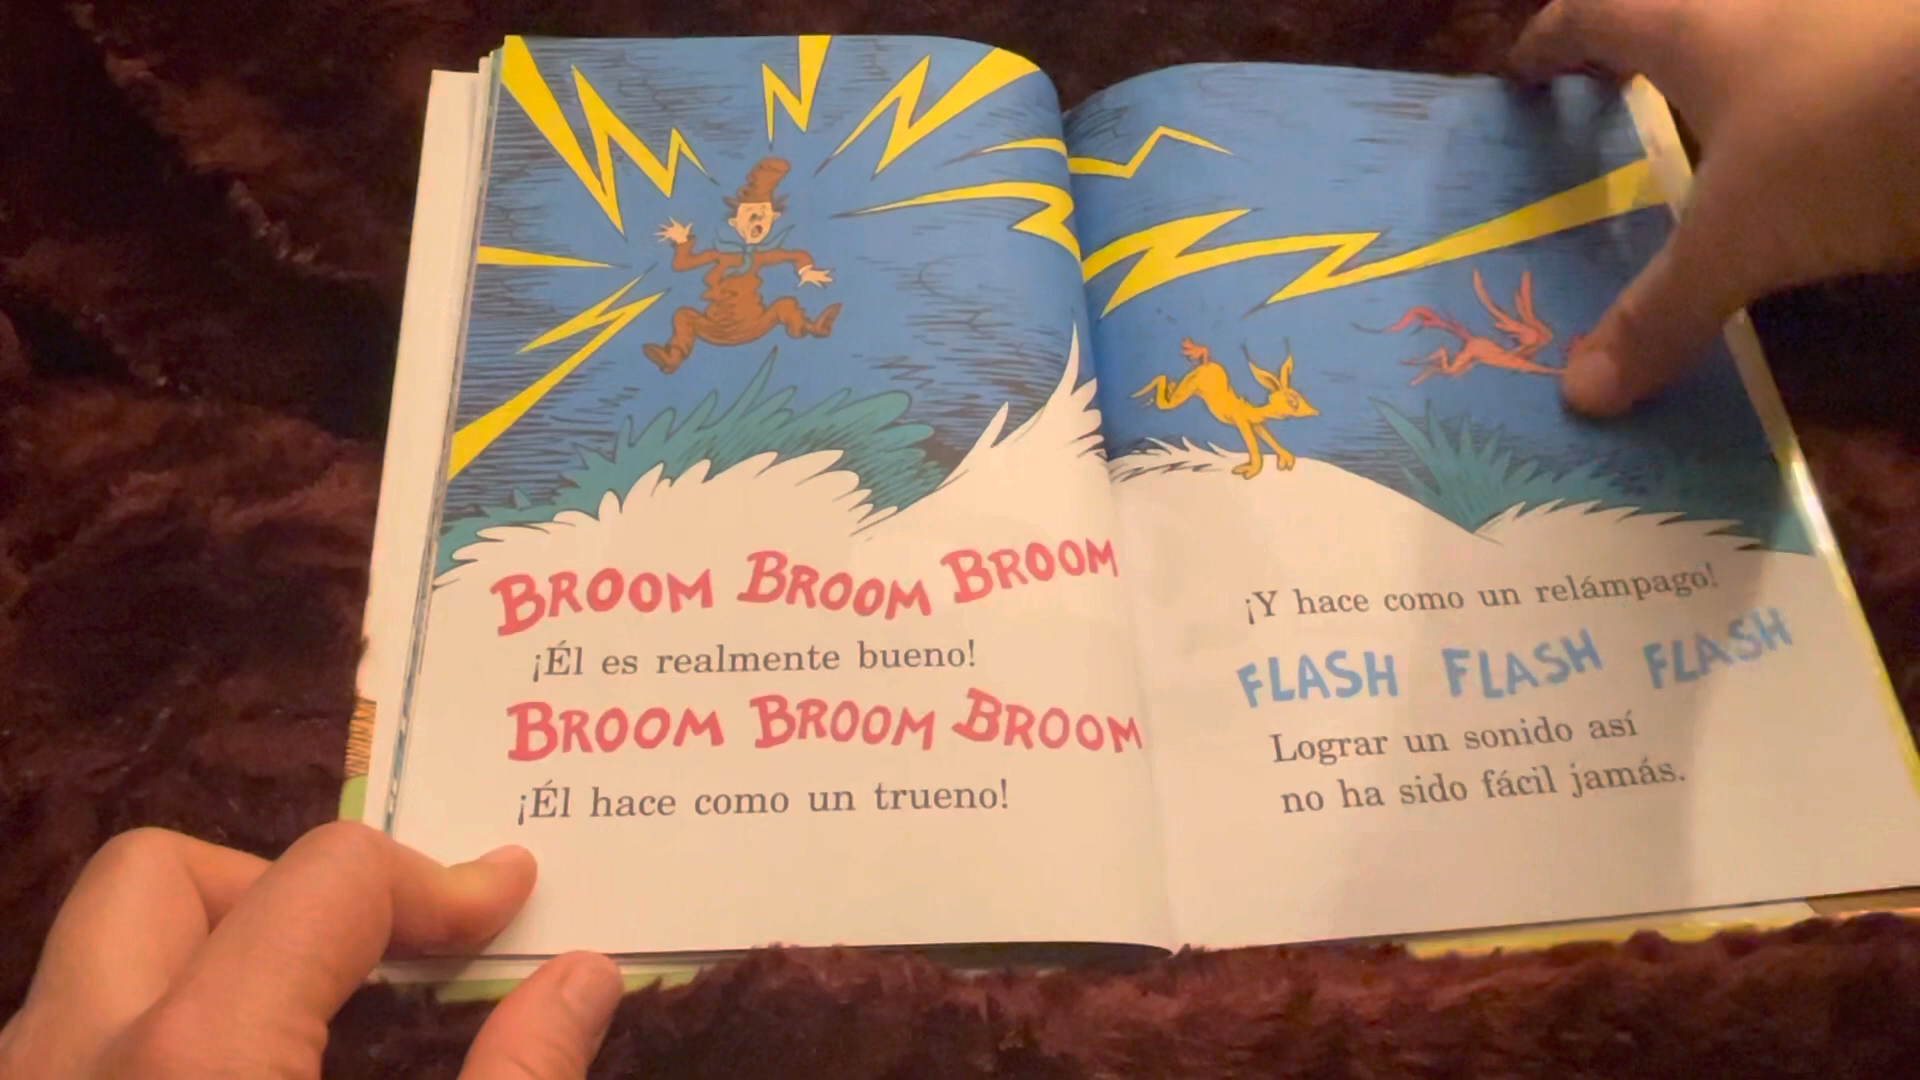 BROOM BROOM BROOM
¡Él es realmente bueno!
BROOM BROOM BROOM
¡Él hace como un trueno!
¡Y hace como un relámpago!
FLASH FLASH FLASH
Lograr un sonido así
no ha sido fácil jamás.